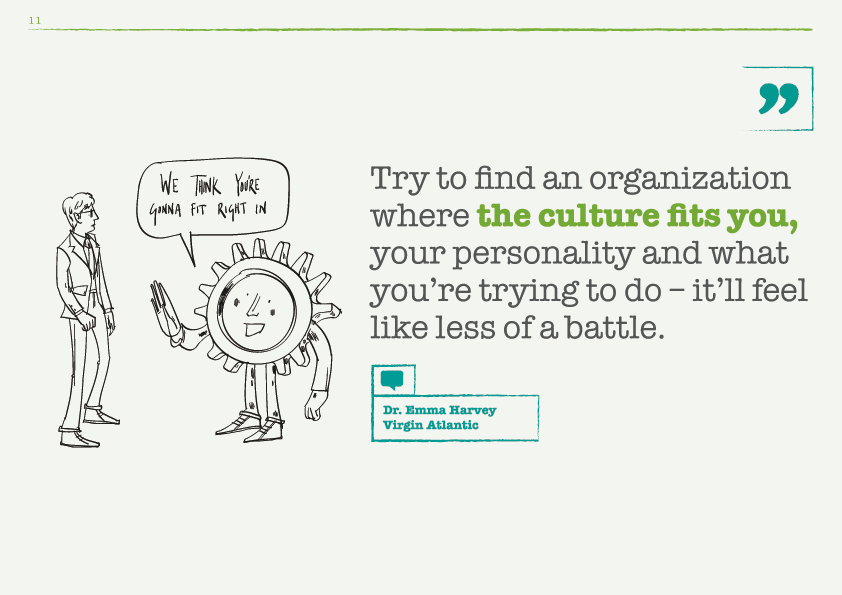 11
WE THINK YOU'RE
GONNA FIT RIGHT IN
”
Try to find an organization
where the culture fits you,
your personality and what
you're trying to do – it'll feel
like less of a battle.
Dr. Emma Harvey
Virgin Atlantic